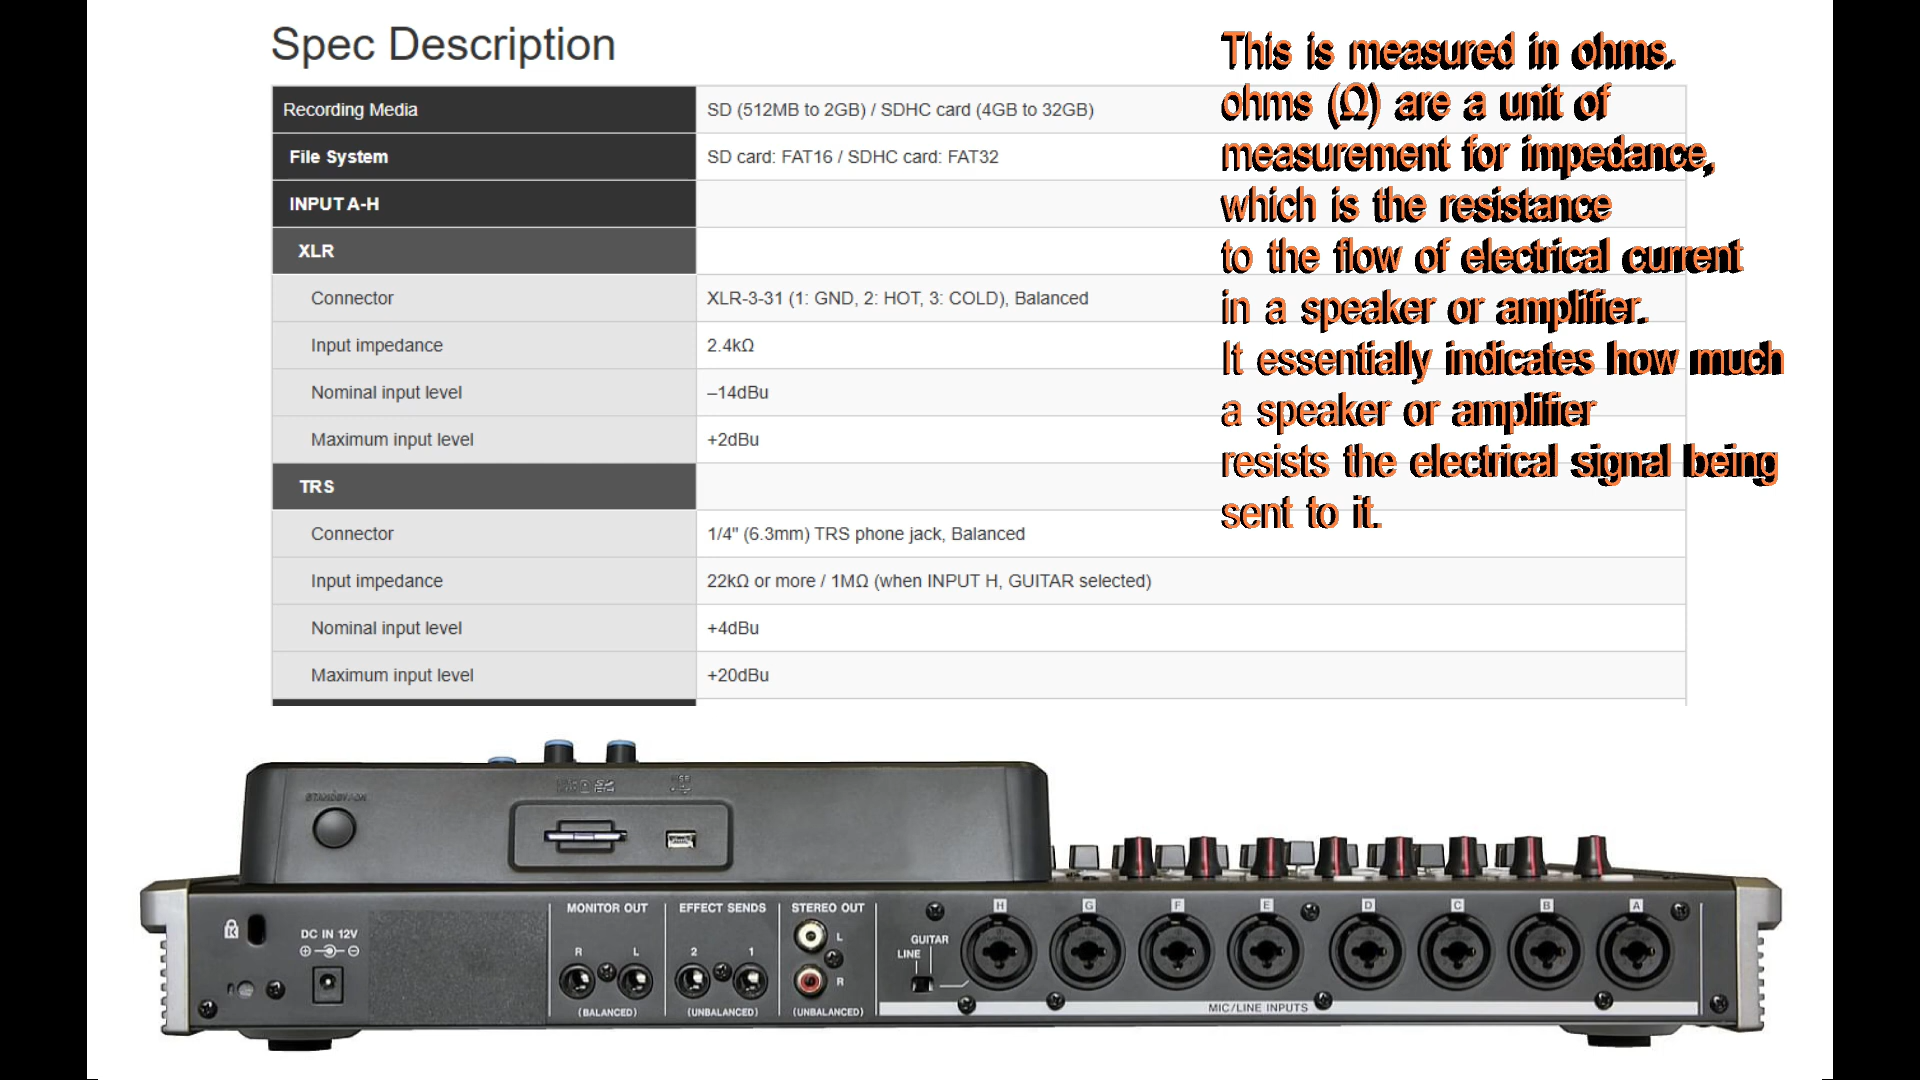 Spec Description
Recording Media SD (512MB to 2GB) / SDHC card (4GB to 32GB)
File System SD card: FAT16 / SDHC card: FAT32
INPUT A-H
XLR
Connector XLR-3-31 (1: GND, 2: HOT, 3: COLD), Balanced
Input impedance 2.4kΩ
Nominal input level –14dBu
Maximum input level +2dBu
TRS
Connector 1/4" (6.3mm) TRS phone jack, Balanced
Input impedance 22kΩ or more / 1MΩ (when INPUT H, GUITAR selected)
Nominal input level +4dBu
Maximum input level +20dBu
This is measured in ohms.
ohms (Ω) are a unit of
measurement for impedance,
which is the resistance
to the flow of electrical current
in a speaker or amplifier.
It essentially indicates how much
a speaker or amplifier
resists the electrical signal being
sent to it.
STANDBY/ON
USB
MONITOR OUT EFFECT SENDS STEREO OUT
H G F E D C B A
DC IN 12V
R L 2 1 L
GUITAR
LINE
R
(BALANCED) (UNBALANCED) (UNBALANCED)
MIC/LINE INPUTS